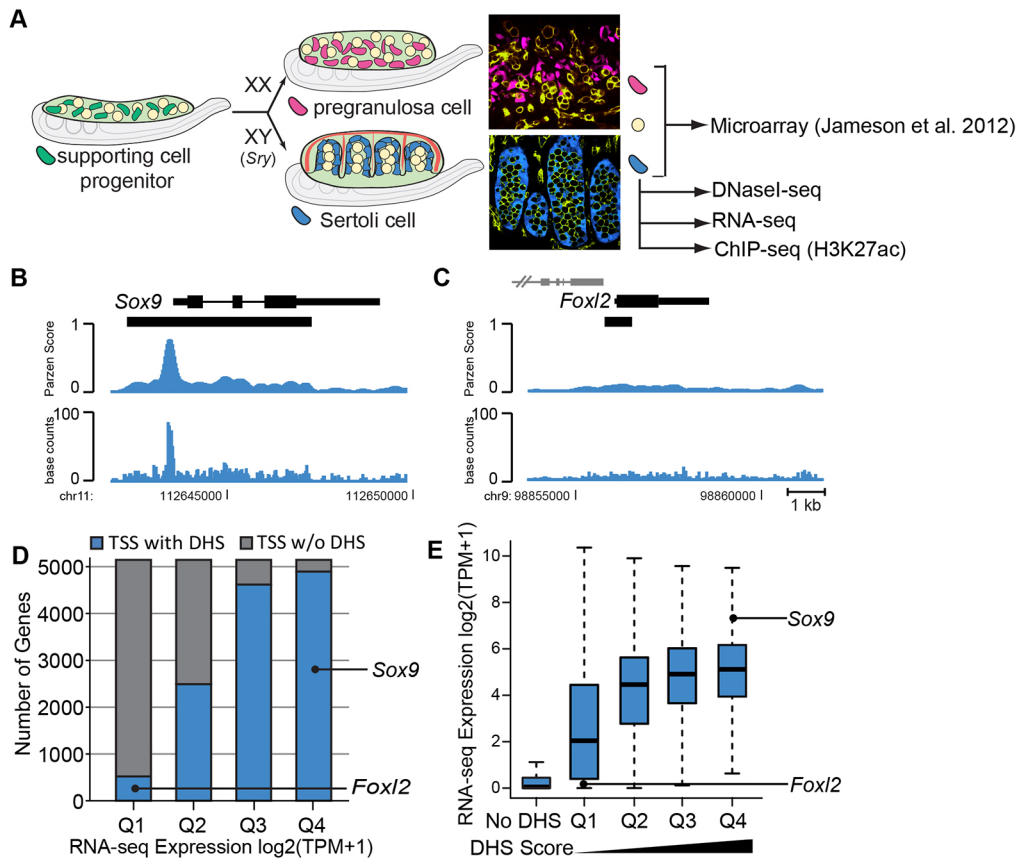 A
XX
XY
(Sry)
supporting cell
progenitor
pregranulosa cell
Sertoli cell
Microarray (Jameson et al. 2012)
DNaseI-seq
RNA-seq
ChIP-seq (H3K27ac)
B
Sox9
Parzen Score
1
0
base counts
100
0
chr11:
112645000
112650000
C
Foxl2
Parzen Score
1
0
base counts
100
0
chr9:
98855000
98860000
1 kb
D
TSS with DHS
TSS w/o DHS
Number of Genes
5000
4000
3000
2000
1000
0
Sox9
Foxl2
Q1 Q2 Q3 Q4
RNA-seq Expression log2(TPM+1)
E
RNA-seq Expression log2(TPM+1)
10
8
6
4
2
0
Sox9
Foxl2
No DHS Q1 Q2 Q3 Q4
DHS Score